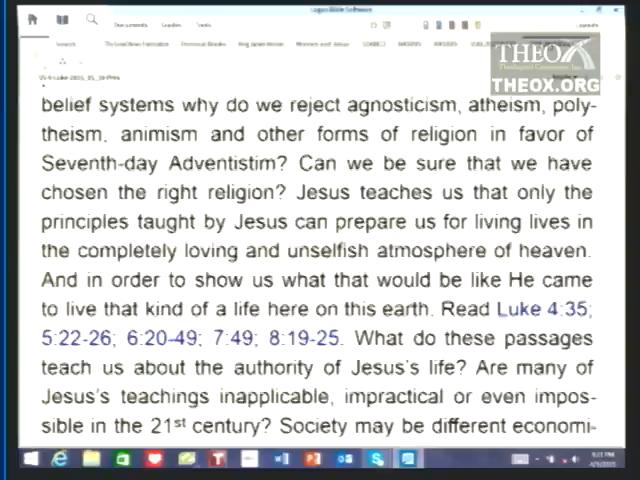 Logos Bible Software
Documents Guides Tools
THEOX
THEOX.ORG
belief systems why do we reject agnosticism, atheism, poly-
theism, animism and other forms of religion in favor of
Seventh-day Adventistim? Can we be sure that we have
chosen the right religion? Jesus teaches us that only the
principles taught by Jesus can prepare us for living lives in
the completely loving and unselfish atmosphere of heaven.
And in order to show us what that would be like He came
to live that kind of a life here on this earth. Read Luke 4:35;
5:22-26; 6:20-49; 7:49; 8:19-25. What do these passages
teach us about the authority of Jesus's life? Are many of
Jesus's teachings inapplicable, impractical or even impos-
sible in the 21st century? Society may be different economi-